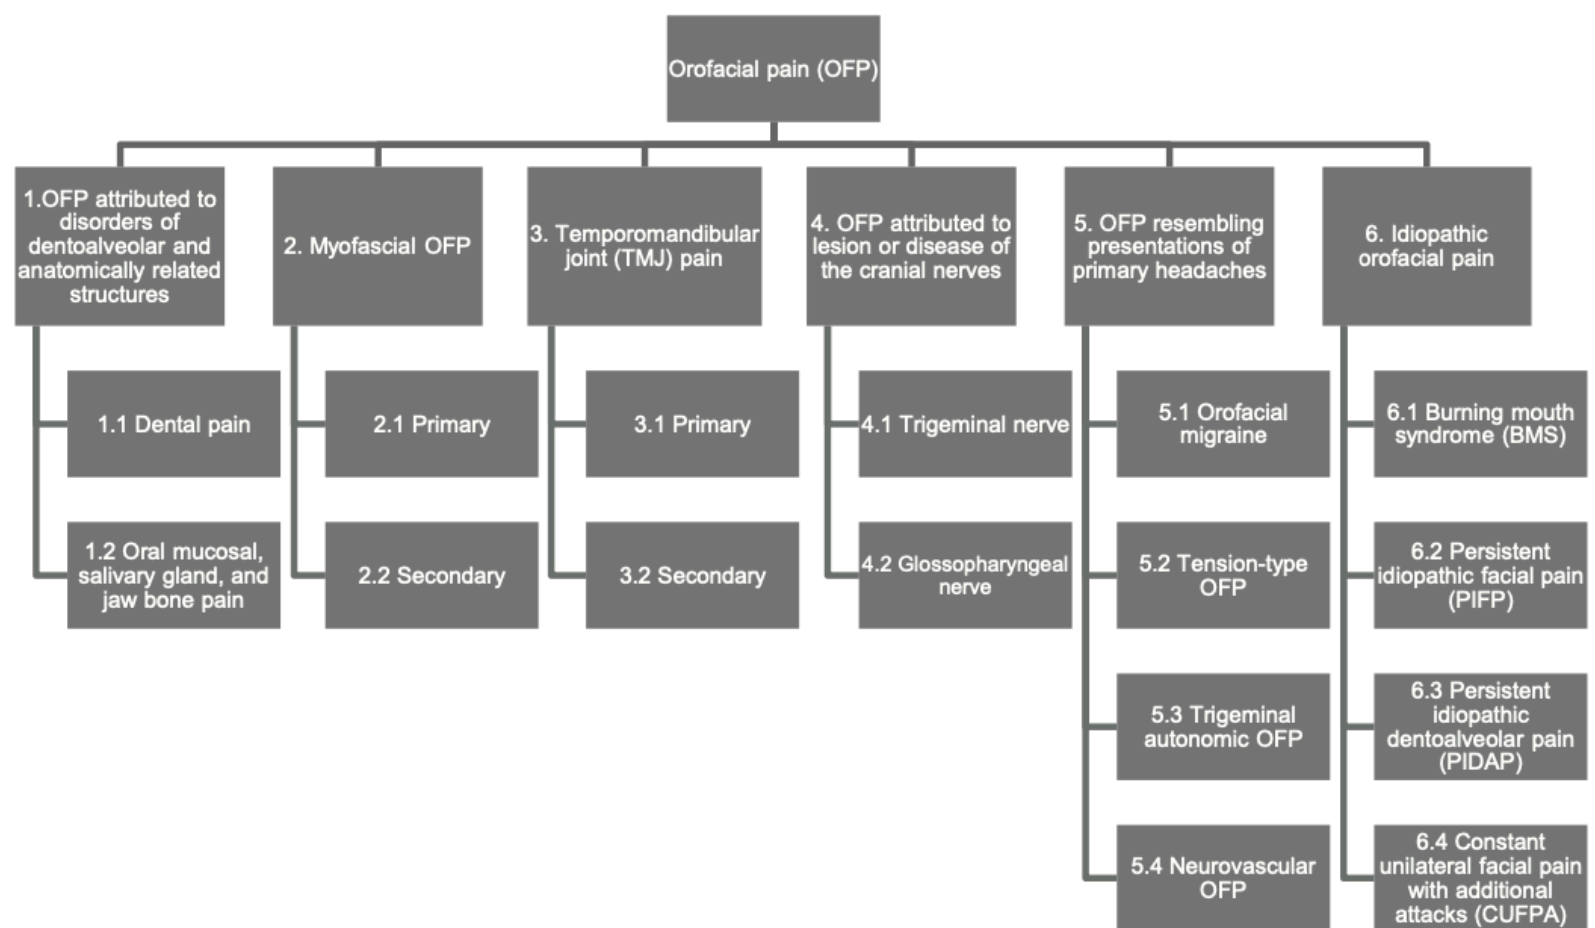 Orofacial pain (OFP)
1.OFP attributed to
disorders of
dentoalveolar and
anatomically related
structures
2. Myofascial OFP
3. Temporomandibular
joint (TMJ) pain
4. OFP attributed to
lesion or disease of
the cranial nerves
5. OFP resembling
presentations of
primary headaches
6. Idiopathic
orofacial pain
1.1 Dental pain
1.2 Oral mucosal,
salivary gland, and
jaw bone pain
2.1 Primary
2.2 Secondary
3.1 Primary
3.2 Secondary
4.1 Trigeminal nerve
4.2 Glossopharyngeal
nerve
5.1 Orofacial
migraine
5.2 Tension-type
OFP
5.3 Trigeminal
autonomic OFP
5.4 Neurovascular
OFP
6.1 Burning mouth
syndrome (BMS)
6.2 Persistent
idiopathic facial pain
(PIFP)
6.3 Persistent
idiopathic
dentoalveolar pain
(PIDAP)
6.4 Constant
unilateral facial pain
with additional
attacks (CUFPA)